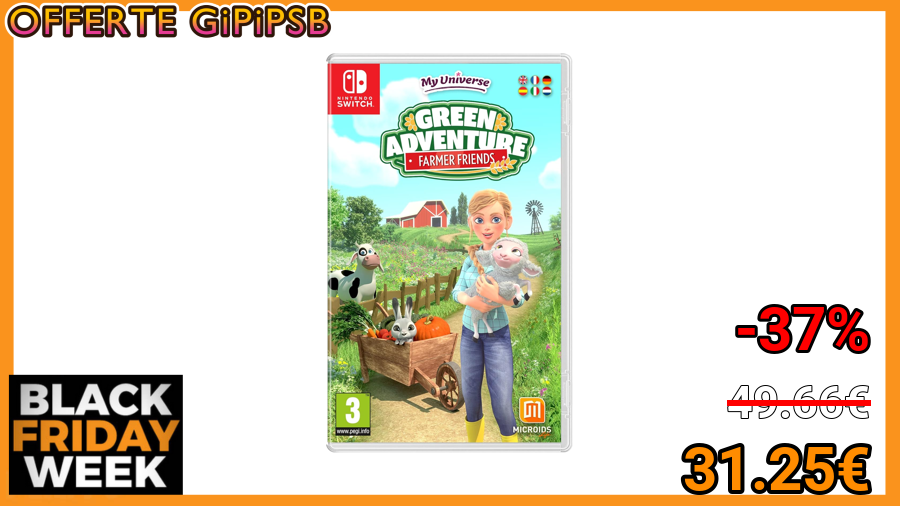 OFFERTE GiPiPSB
NINTENDO
SWITCH.
My Universe
GREEN
ADVENTURE
FARMER FRIENDS
3
www.pegi.info
MICROIDS
-37%
49.66€
31.25€
BLACK
FRIDAY
WEEK